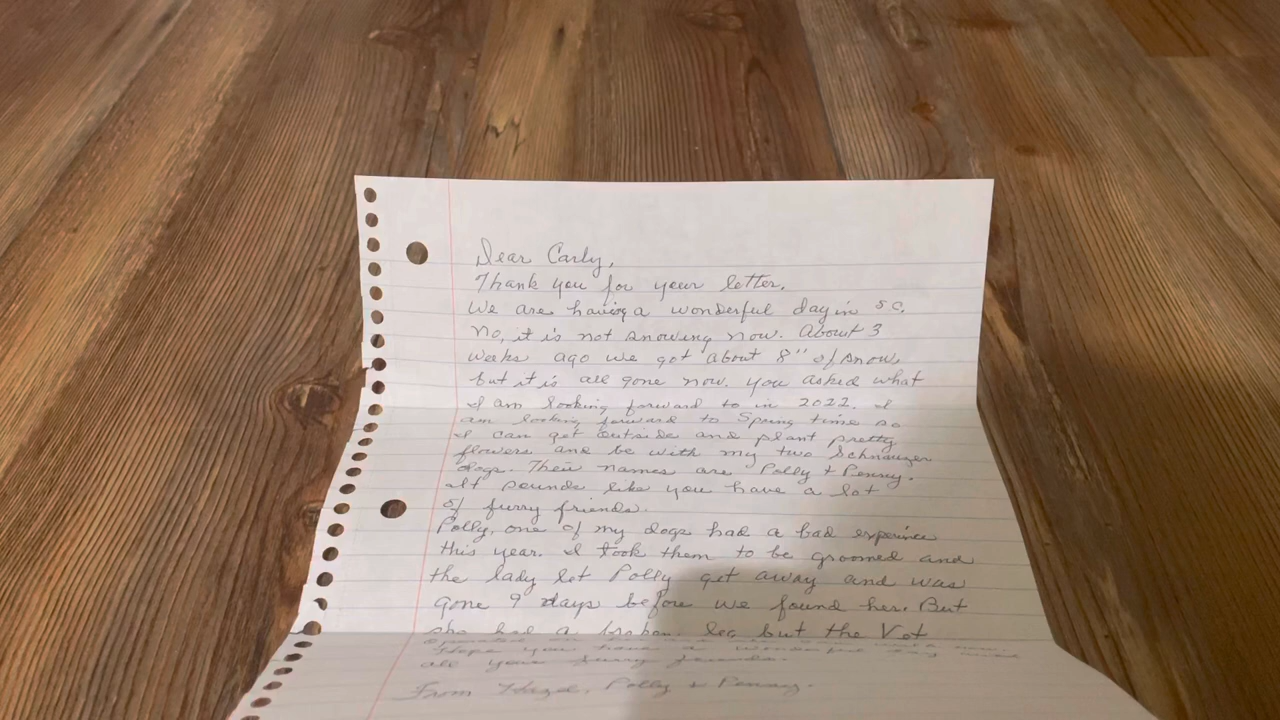 Dear Carly,
Thank you for your letter.
We are having a wonderful day in SC.
No, it is not snowing now. About 3
weeks ago we got about 8" of snow
but it is all gone now. You asked what
I am looking forward to in 2022. I
am looking forward to Spring time so
I can get outside and plant pretty
flowers and be with my two Schnauzer
dogs. Their names are Polly + Penny.
It sounds like you have a lot
of furry friends.
Polly, one of my dogs had a bad experince
this year. I took them to be groomed and
the lady let Polly get away and was
gone 9 days before we found her. But
she had a broken leg but the Vet
Hope you have a wonderful day
all your furry friends.
From Hazel, Polly + Penny.